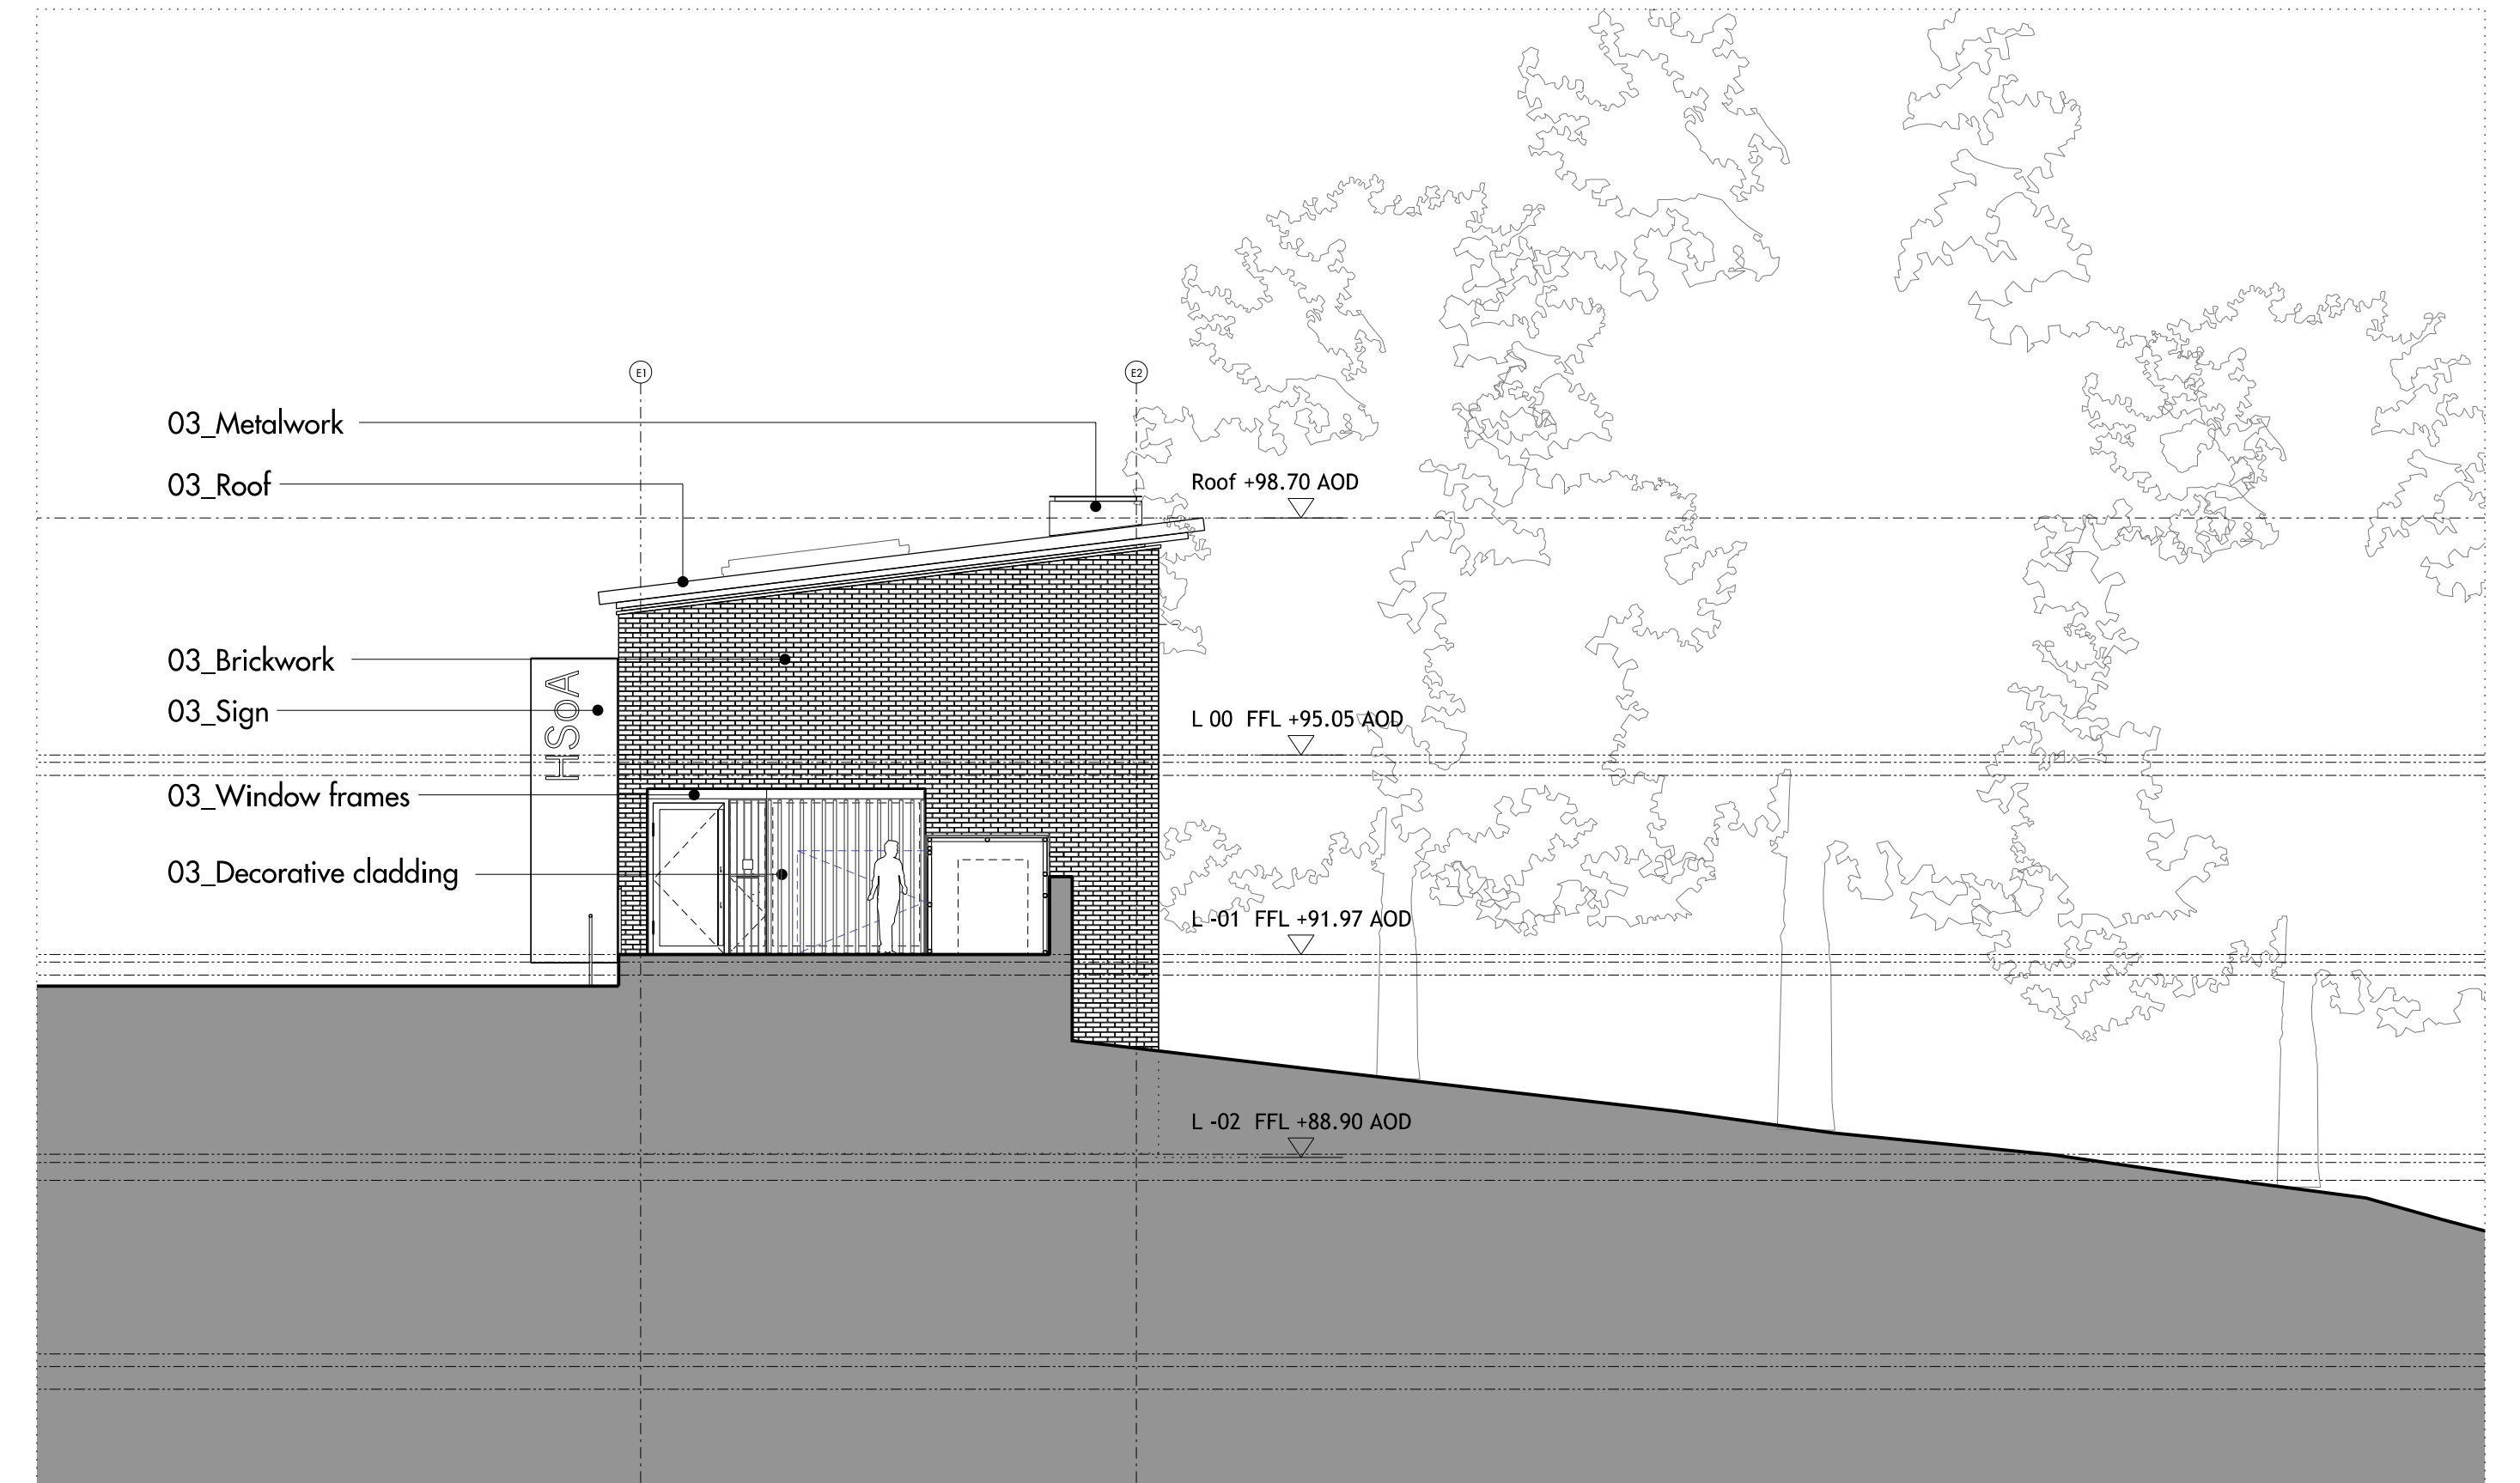 E1
E2
03_Metalwork
03_Roof
Roof +98.70 AOD
03_Brickwork
HSoA
03_Sign
L 00 FFL +95.05 AOD
03_Window frames
03_Decorative cladding
L -01 FFL +91.97 AOD
L -02 FFL +88.90 AOD